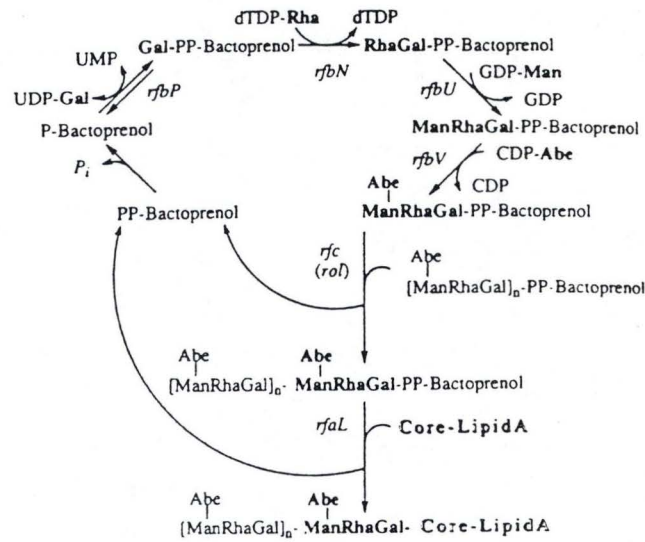 dTDP-Rha dTDP
Gal-PP-Bactoprenol RhaGal-PP-Bactoprenol
rfbN
UMP
GDP-Man
UDP-Gal rfbP
rfbU
GDP
P-Bactoprenol
ManRhaGal-PP-Bactoprenol
rfbV CDP-Abe
Pi
Abe CDP
PP-Bactoprenol
ManRhaGal-PP-Bactoprenol
rfc
(rol)
Abe
[ManRhaGal]n-PP-Bactoprenol
Abe Abe
[ManRhaGal]n- ManRhaGal-PP-Bactoprenol
rfaL Core-LipidA
Abe Abe
[ManRhaGal]n- ManRhaGal- Core-LipidA